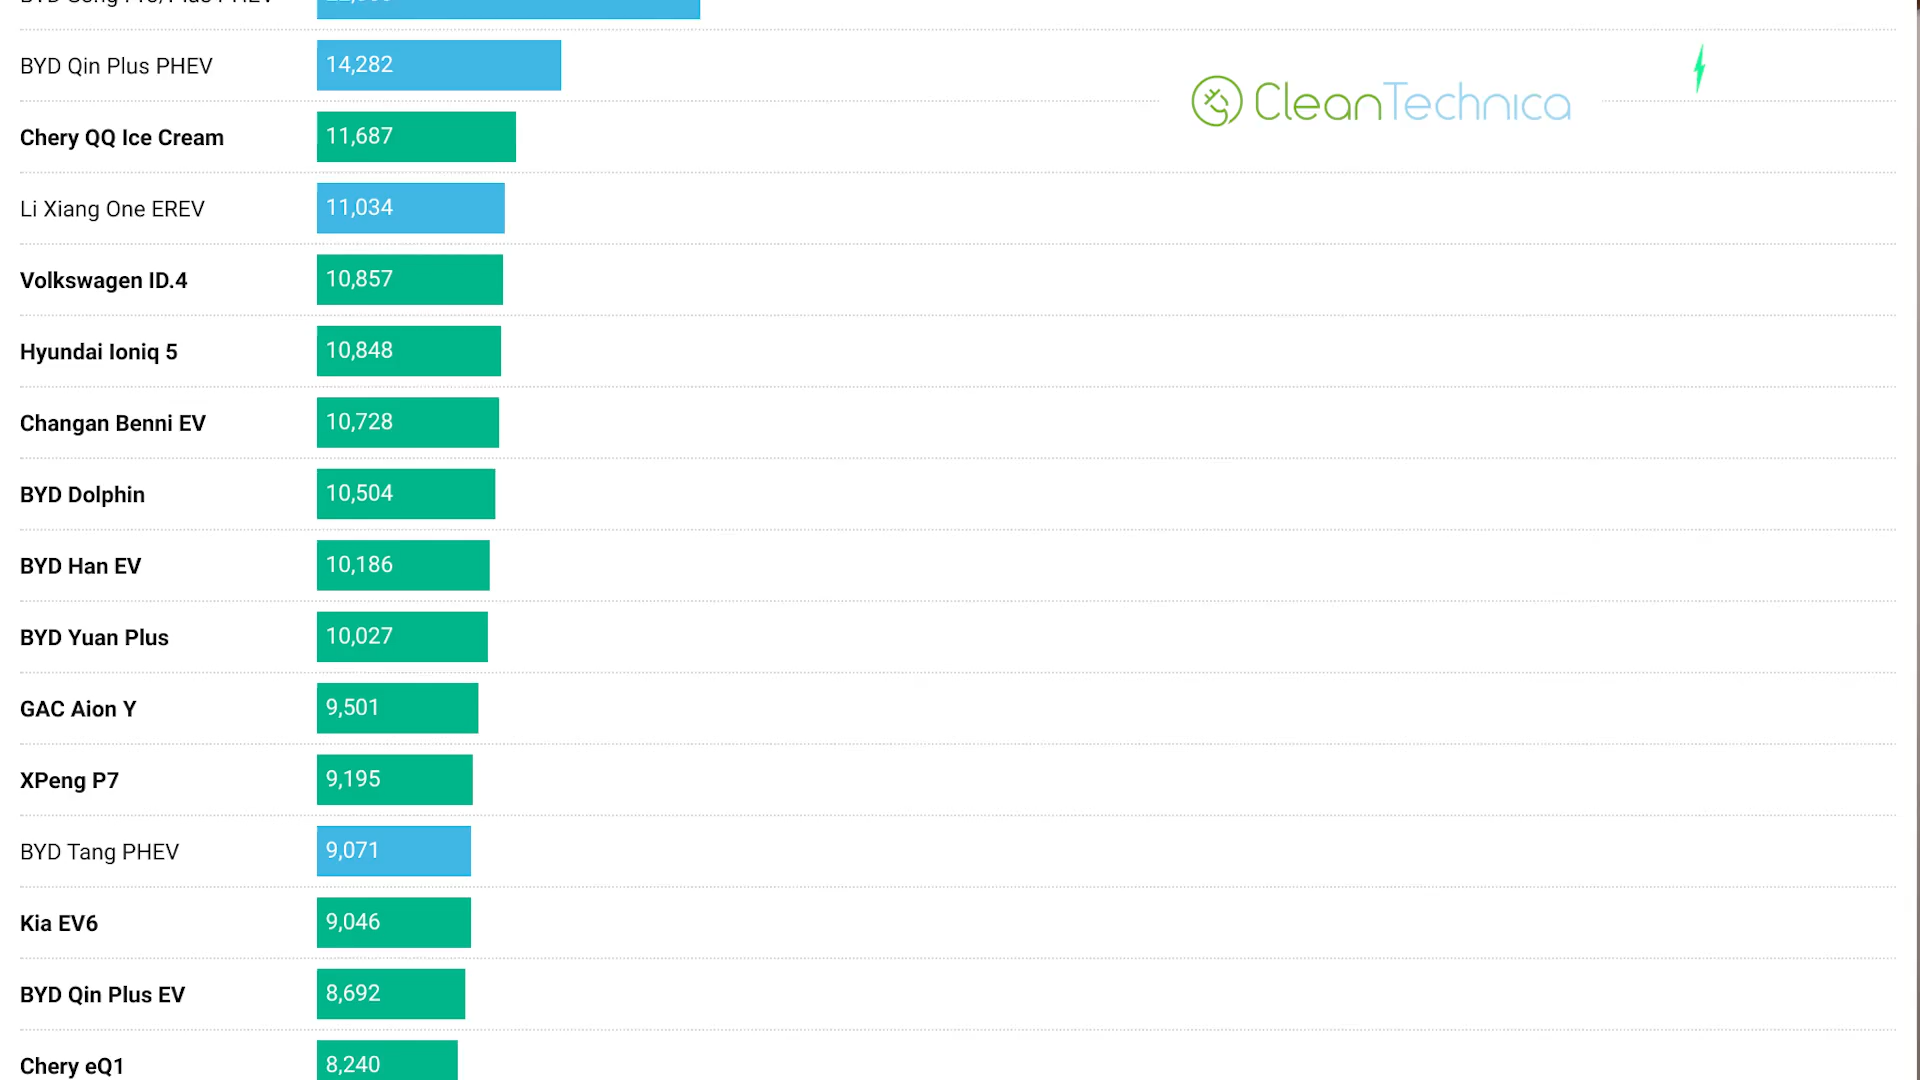 BYD Qin Plus PHEV 14,282
CleanTechnica
Chery QQ Ice Cream 11,687
Li Xiang One EREV 11,034
Volkswagen ID.4 10,857
Hyundai Ioniq 5 10,848
Changan Benni EV 10,728
BYD Dolphin 10,504
BYD Han EV 10,186
BYD Yuan Plus 10,027
GAC Aion Y 9,501
XPeng P7 9,195
BYD Tang PHEV 9,071
Kia EV6 9,046
BYD Qin Plus EV 8,692
Chery eQ1 8,240